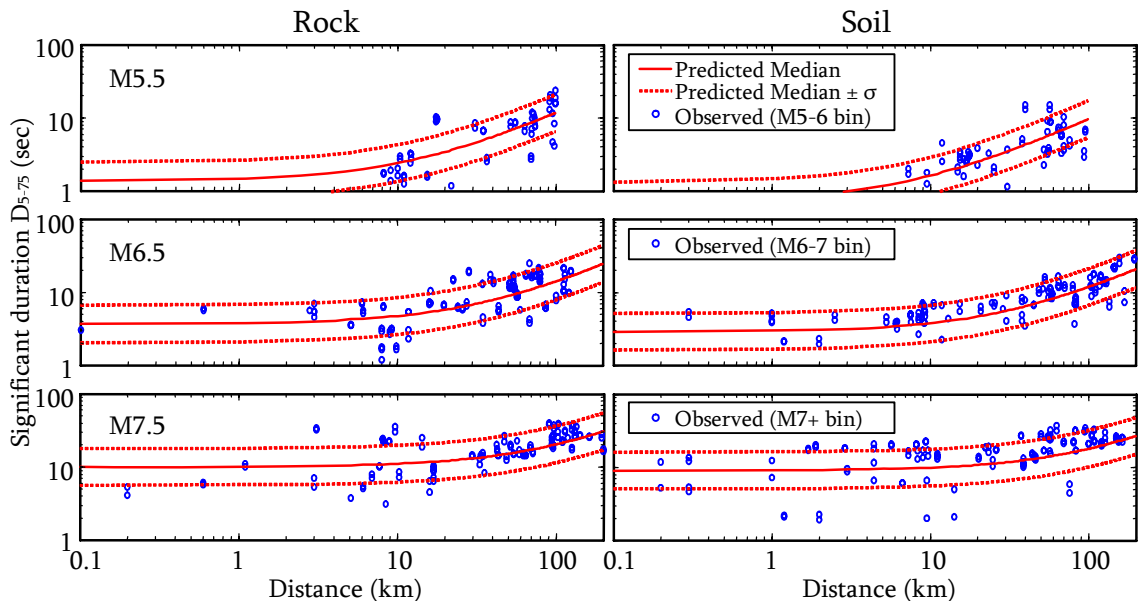 Rock
Soil
Significant duration D5-75 (sec)
100
10
1
M5.5
Predicted Median
Predicted Median ± σ
Observed (M5-6 bin)
100
10
1
M6.5
Observed (M6-7 bin)
100
10
1
M7.5
Observed (M7+ bin)
0.1 1 10 100
0.1 1 10 100
Distance (km)
Distance (km)